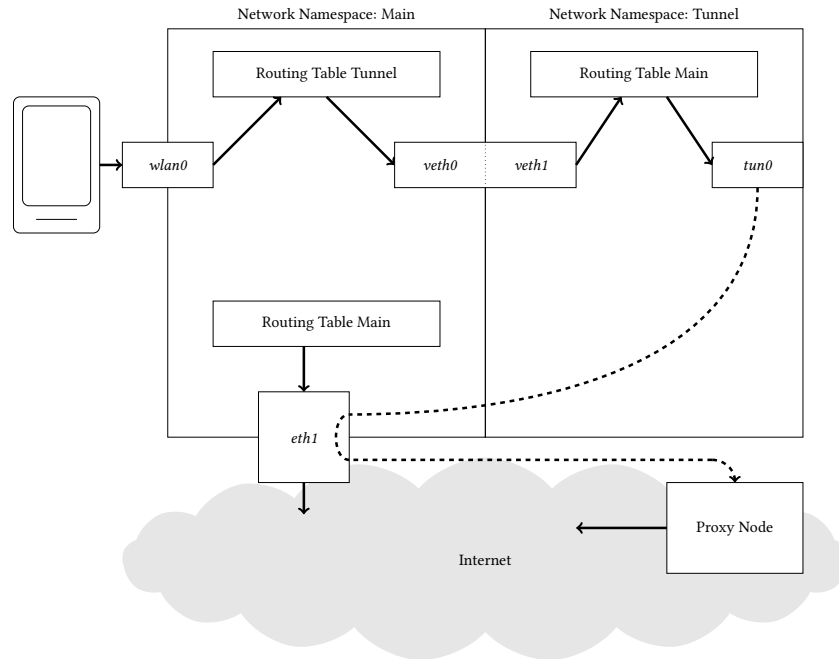 Network Namespace: Main
Network Namespace: Tunnel
Routing Table Tunnel
Routing Table Main
wlan0
veth0
veth1
tun0
Routing Table Main
eth1
Proxy Node
Internet